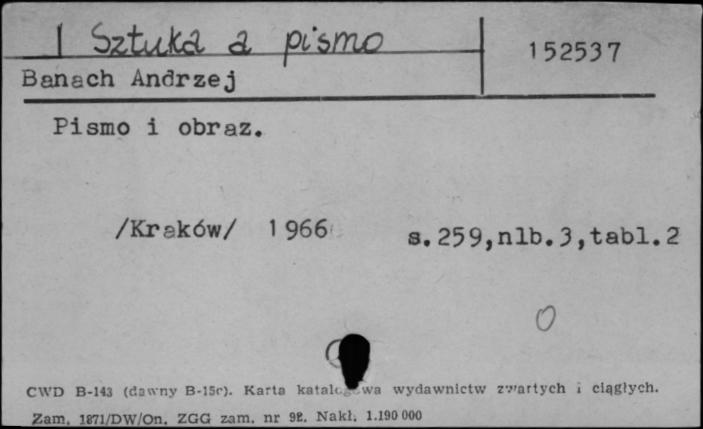 Sztuka a pismo
152537
Banach Andrzej
Pismo i obraz.
/Kraków/ 1966 s.259,nlb.3,tabl.2
0
CWD B-143 (dawny B-15c). Karta katalogowa wydawnictw zwartych i ciągłych.
Zam. 1871/DW/On. ZGG zam. nr 98. Nakł. 1.190 000